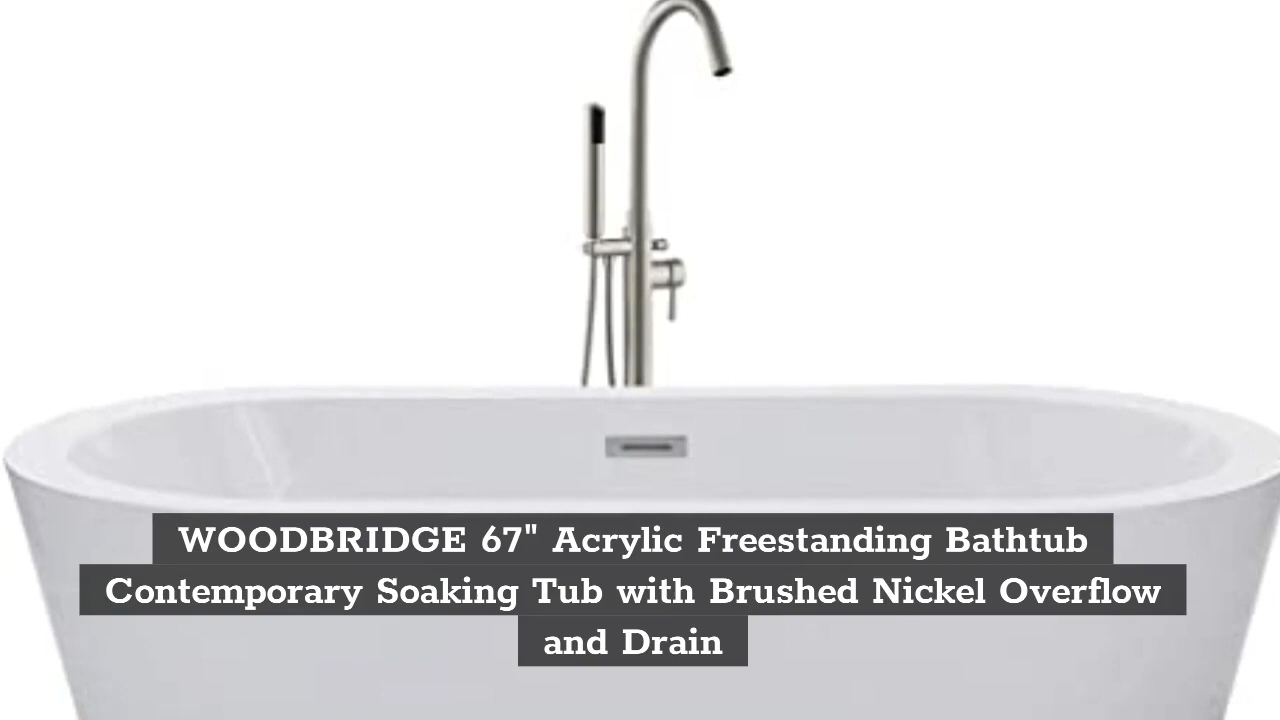 WOODBRIDGE 67" Acrylic Freestanding Bathtub
Contemporary Soaking Tub with Brushed Nickel Overflow
and Drain